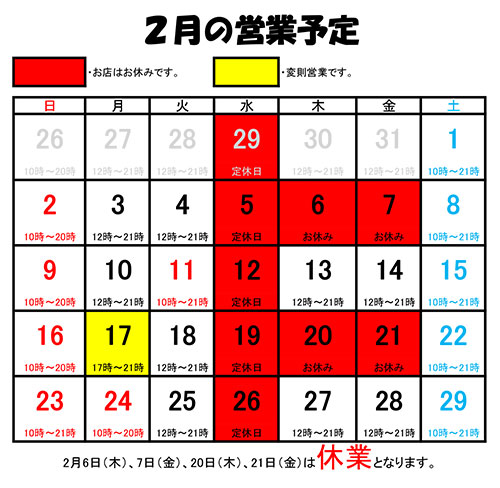 2月の営業予定
・お店はお休みです。 ・変則営業です。
日 月 火 水 木 金 土
26 27 28 29 30 31 1
10時～20時 12時～21時 12時～21時 定休日 12時～21時 12時～21時 10時～21時
2 3 4 5 6 7 8
10時～20時 12時～21時 12時～21時 定休日 お休み お休み 10時～21時
9 10 11 12 13 14 15
10時～20時 12時～21時 10時～21時 定休日 12時～21時 12時～21時 10時～21時
16 17 18 19 20 21 22
10時～20時 17時～21時 12時～21時 定休日 お休み お休み 10時～21時
23 24 25 26 27 28 29
10時～21時 10時～20時 12時～21時 定休日 12時～21時 12時～21時 10時～21時
2月6日(木)、7日(金)、20日(木)、21日(金)は休業となります。